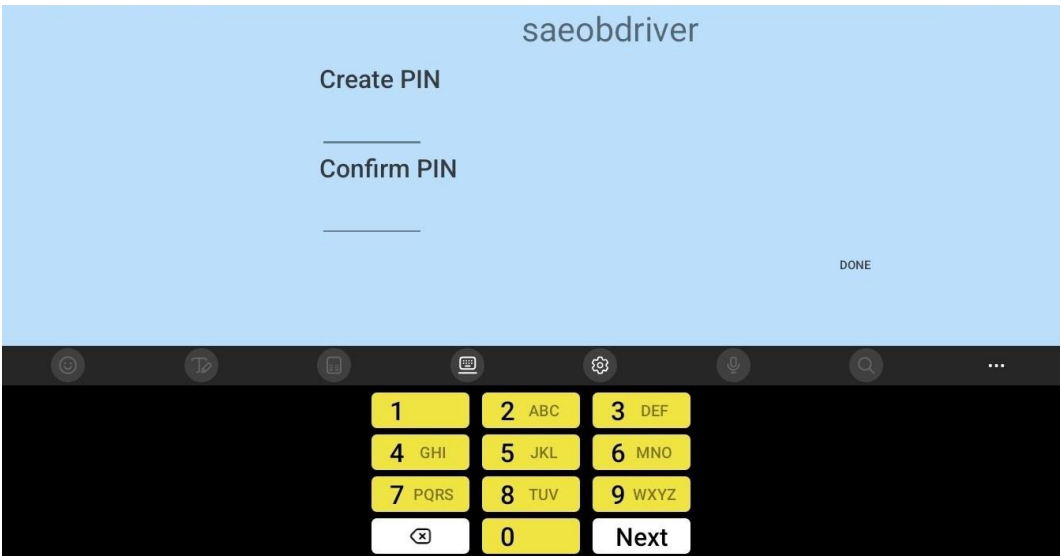 saeobdriver
Create PIN
Confirm PIN
DONE
1 2 ABC 3 DEF
4 GHI 5 JKL 6 MNO
7 PQRS 8 TUV 9 WXYZ
0 Next